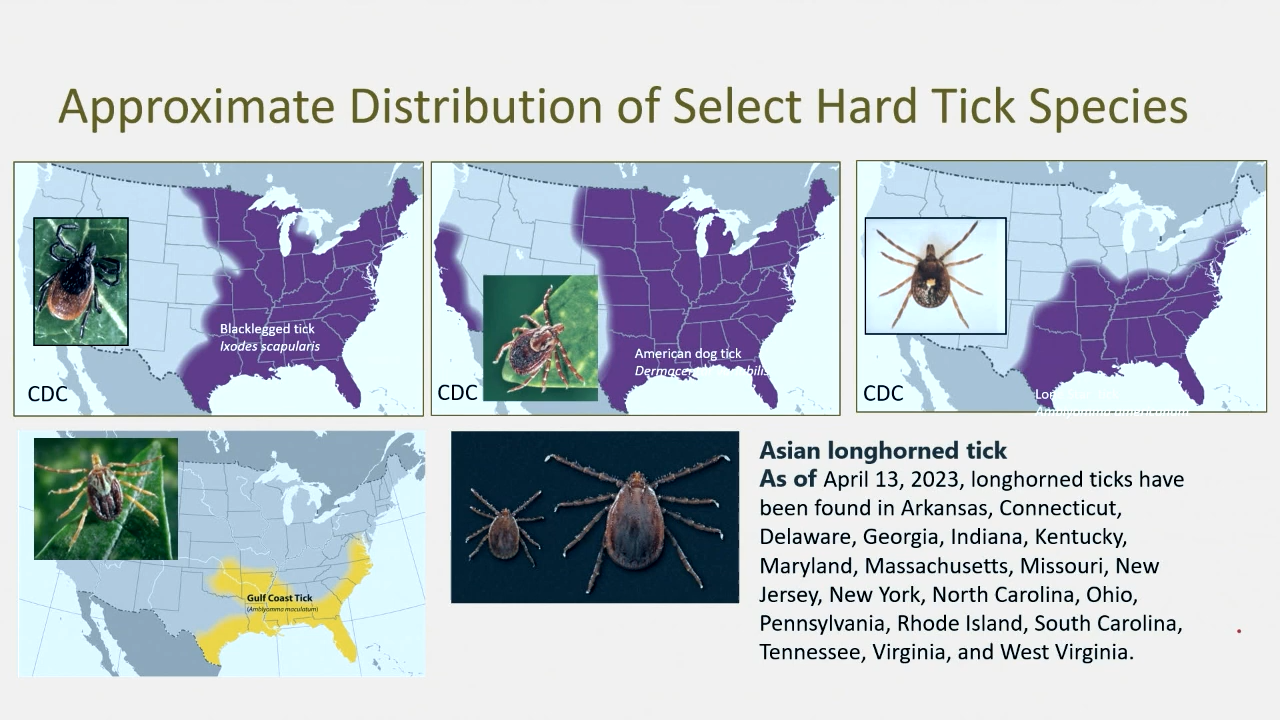 Approximate Distribution of Select Hard Tick Species
Blacklegged tick
Ixodes scapularis
CDC
American dog tick
CDC
CDC
Gulf Coast Tick
(Amblyomma maculatum)
Asian longhorned tick
As of April 13, 2023, longhorned ticks have
been found in Arkansas, Connecticut,
Delaware, Georgia, Indiana, Kentucky,
Maryland, Massachusetts, Missouri, New
Jersey, New York, North Carolina, Ohio,
Pennsylvania, Rhode Island, South Carolina,
Tennessee, Virginia, and West Virginia.